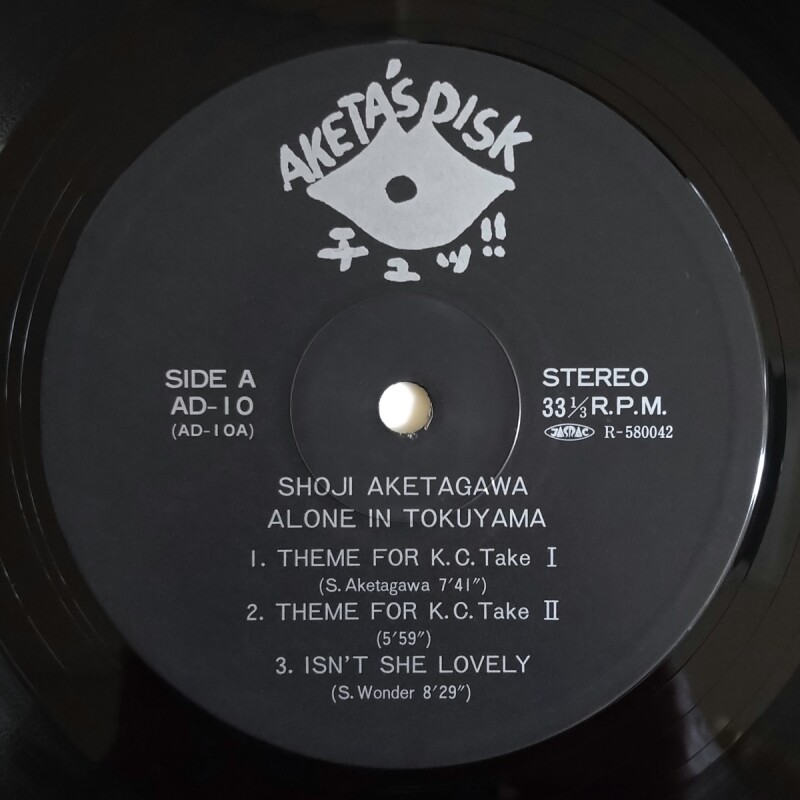 AKETA'S DISK
チュッ!!
SIDE A
AD-10
(AD-10A)
STEREO
33 1/3 R.P.M.
JASRAC R-580042
SHOJI AKETAGAWA
ALONE IN TOKUYAMA
1. THEME FOR K.C. Take Ⅰ
(S. Aketagawa 7'41")
2. THEME FOR K.C. Take Ⅱ
(5'59")
3. ISN'T SHE LOVELY
(S. Wonder 8'29")